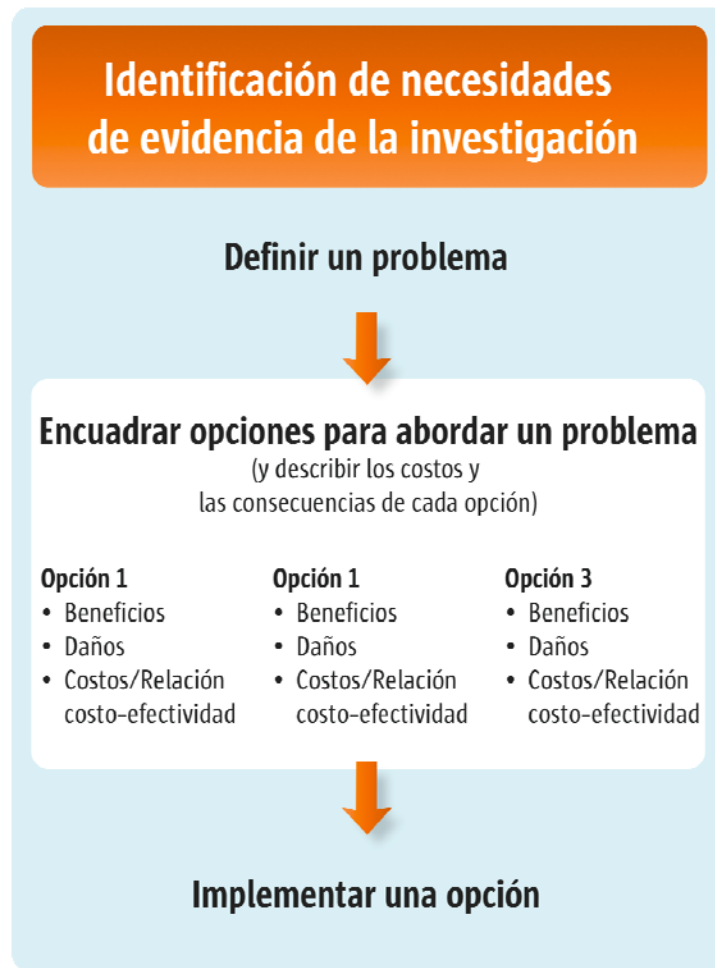 Identificación de necesidades
de evidencia de la investigación
Definir un problema
Encuadrar opciones para abordar un problema
(y describir los costos y
las consecuencias de cada opción)
Opción 1
• Beneficios
• Daños
• Costos/Relación
costo-efectividad
Opción 1
• Beneficios
• Daños
• Costos/Relación
costo-efectividad
Opción 3
• Beneficios
• Daños
• Costos/Relación
costo-efectividad
Implementar una opción